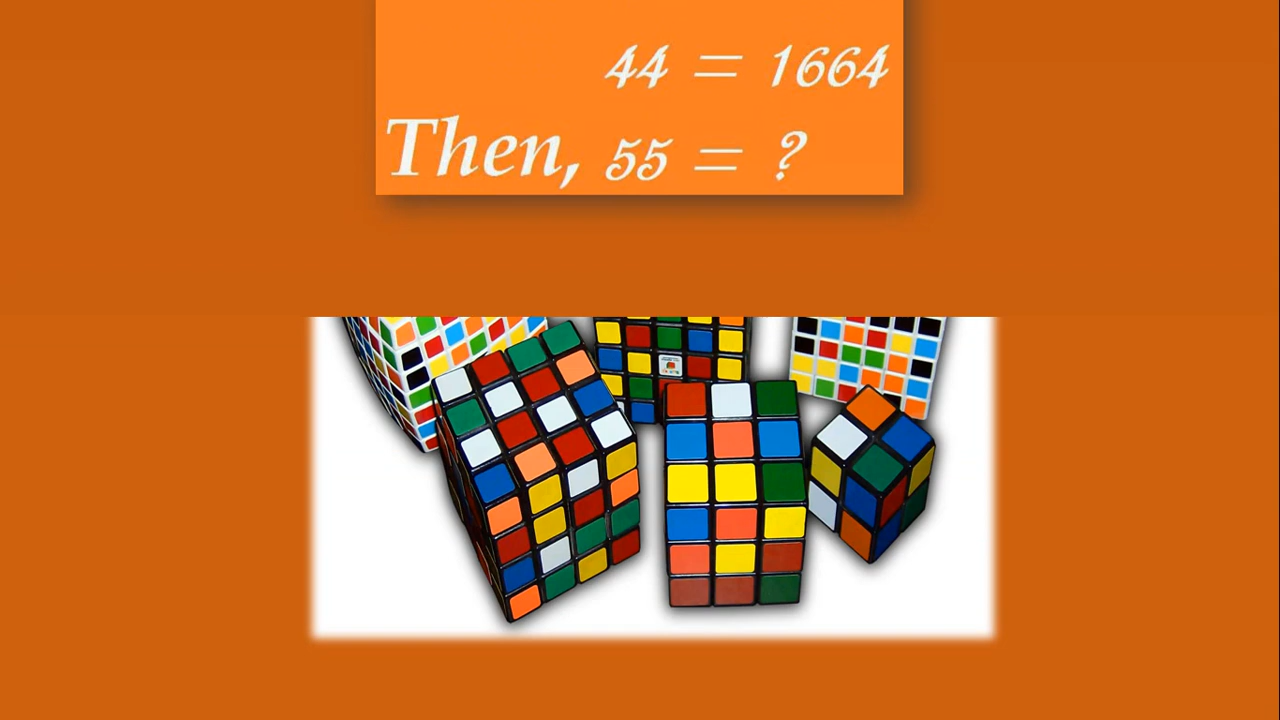 44 = 1664
Then, 55 = ?